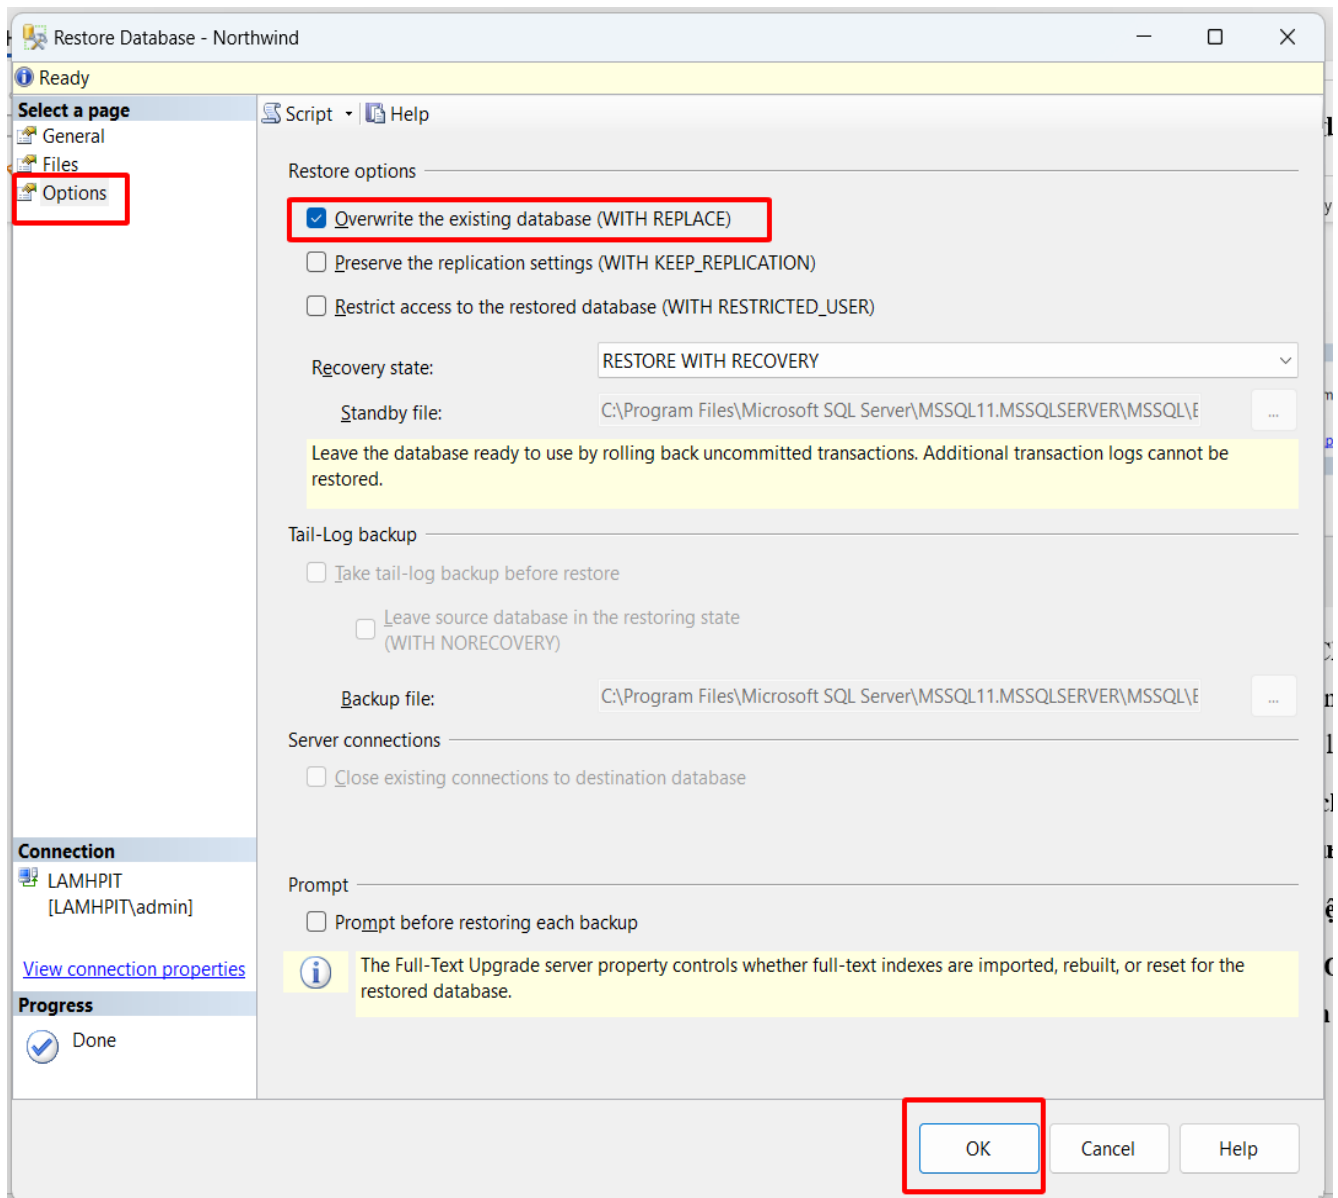 Restore Database - Northwind
Ready
Select a page
General
Files
Options
Script
Help
Restore options
Overwrite the existing database (WITH REPLACE)
Preserve the replication settings (WITH KEEP_REPLICATION)
Restrict access to the restored database (WITH RESTRICTED_USER)
Recovery state:
RESTORE WITH RECOVERY
Standby file:
C:\Program Files\Microsoft SQL Server\MSSQL11.MSSQLSERVER\MSSQL\
...
Leave the database ready to use by rolling back uncommitted transactions. Additional transaction logs cannot be
restored.
Tail-Log backup
Take tail-log backup before restore
Leave source database in the restoring state
(WITH NORECOVERY)
Backup file:
C:\Program Files\Microsoft SQL Server\MSSQL11.MSSQLSERVER\MSSQL\
...
Server connections
Close existing connections to destination database
Connection
LAMHPIT
[LAMHPIT\admin]
View connection properties
Progress
Done
Prompt
Prompt before restoring each backup
The Full-Text Upgrade server property controls whether full-text indexes are imported, rebuilt, or reset for the
restored database.
OK
Cancel
Help